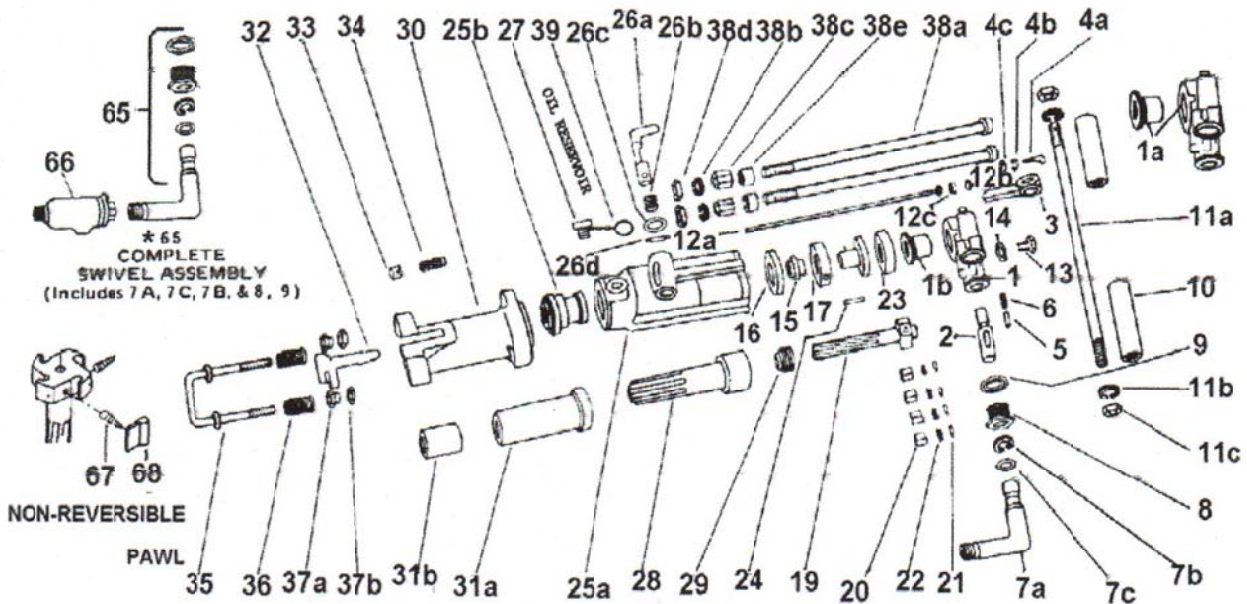 32 33 34 30 25b 27 39 26c 26a 26b 38d 38b 38c 38e 38a 4c 4b 4a
65
66
OIL RESERVOIR
1a
12b
3
11a
12c
12a
14
26d
1b
1
13
*65
COMPLETE
SWIVEL ASSEMBLY
(Includes 7A, 7C, 7B, & 8, 9)
16 15 17 23
6
10
2
5
9
11b
11c
67 68
8
NON-REVERSIBLE
PAWL
35 36 37a 37b 31b 31a 25a 28 29 24 19 20 22 21 7a 7c 7b